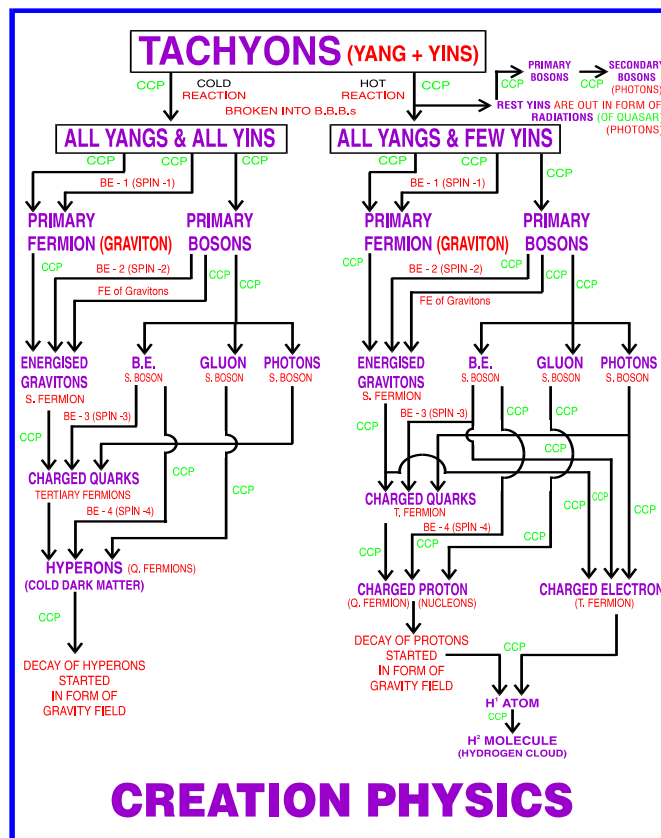 TACHYONS (YANG + YINS)
CCP
COLD
REACTION
HOT
REACTION
CCP
BROKEN INTO B.B.B.s
CCP
PRIMARY
BOSONS
CCP
SECONDARY
BOSONS
(PHOTONS)
REST YINS ARE OUT IN FORM OF
RADIATIONS (OF QUASAR)
(PHOTONS)
ALL YANGS & ALL YINS
CCP
CCP
CCP
BE - 1 (SPIN -1)
PRIMARY
FERMION (GRAVITON)
PRIMARY
BOSONS
CCP
BE - 2 (SPIN -2)
CCP
FE of Gravitons
ENERGISED
GRAVITONS
S. FERMION
B.E.
S. BOSON
GLUON
S. BOSON
PHOTONS
S. BOSON
BE - 3 (SPIN -3)
CCP
CCP
CCP
CHARGED QUARKS
TERTIARY FERMIONS
BE - 4 (SPIN -4)
CCP
HYPERONS (Q. FERMIONS)
(COLD DARK MATTER)
CCP
DECAY OF HYPERONS
STARTED
IN FORM OF
GRAVITY FIELD
ALL YANGS & FEW YINS
CCP
CCP
CCP
BE - 1 (SPIN -1)
PRIMARY
FERMION (GRAVITON)
PRIMARY
BOSONS
CCP
BE - 2 (SPIN -2)
CCP
FE of Gravitons
ENERGISED
GRAVITONS
S. FERMION
B.E.
S. BOSON
GLUON
S. BOSON
PHOTONS
S. BOSON
BE - 3 (SPIN -3)
CCP
CCP
CCP
CCP
CCP
CCP
CHARGED QUARKS
T. FERMION
BE - 4 (SPIN -4)
CCP
CCP
CCP
CCP
CHARGED PROTON
(Q. FERMION) (NUCLEONS)
CHARGED ELECTRON
(T. FERMION)
DECAY OF PROTONS
STARTED
IN FORM OF
GRAVITY FIELD
CCP
H¹ ATOM
CCP
H² MOLECULE
(HYDROGEN CLOUD)
CREATION PHYSICS